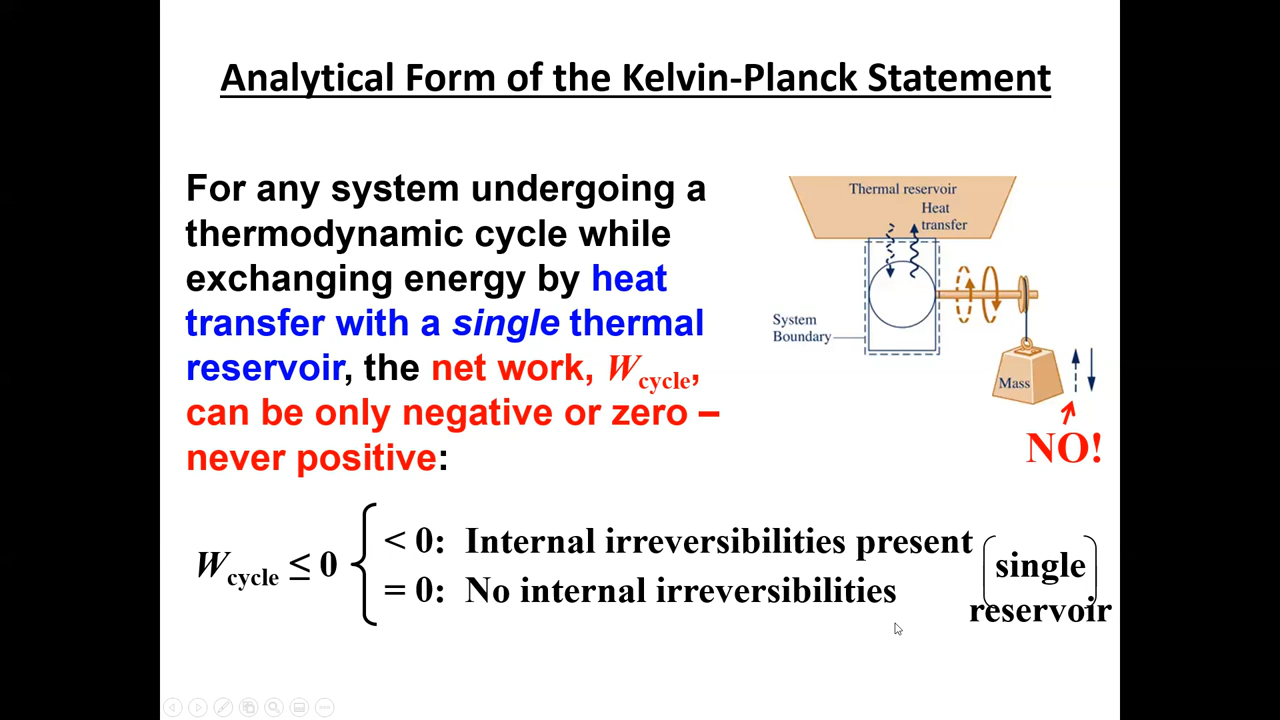 Analytical Form of the Kelvin-Planck Statement
For any system undergoing a
thermodynamic cycle while
exchanging energy by heat
transfer with a single thermal
reservoir, the net work, Wcycle,
can be only negative or zero –
never positive:
Thermal reservoir
Heat
transfer
System
Boundary
Mass
NO!
Wcycle ≤ 0
< 0: Internal irreversibilities present
= 0: No internal irreversibilities
single
reservoir